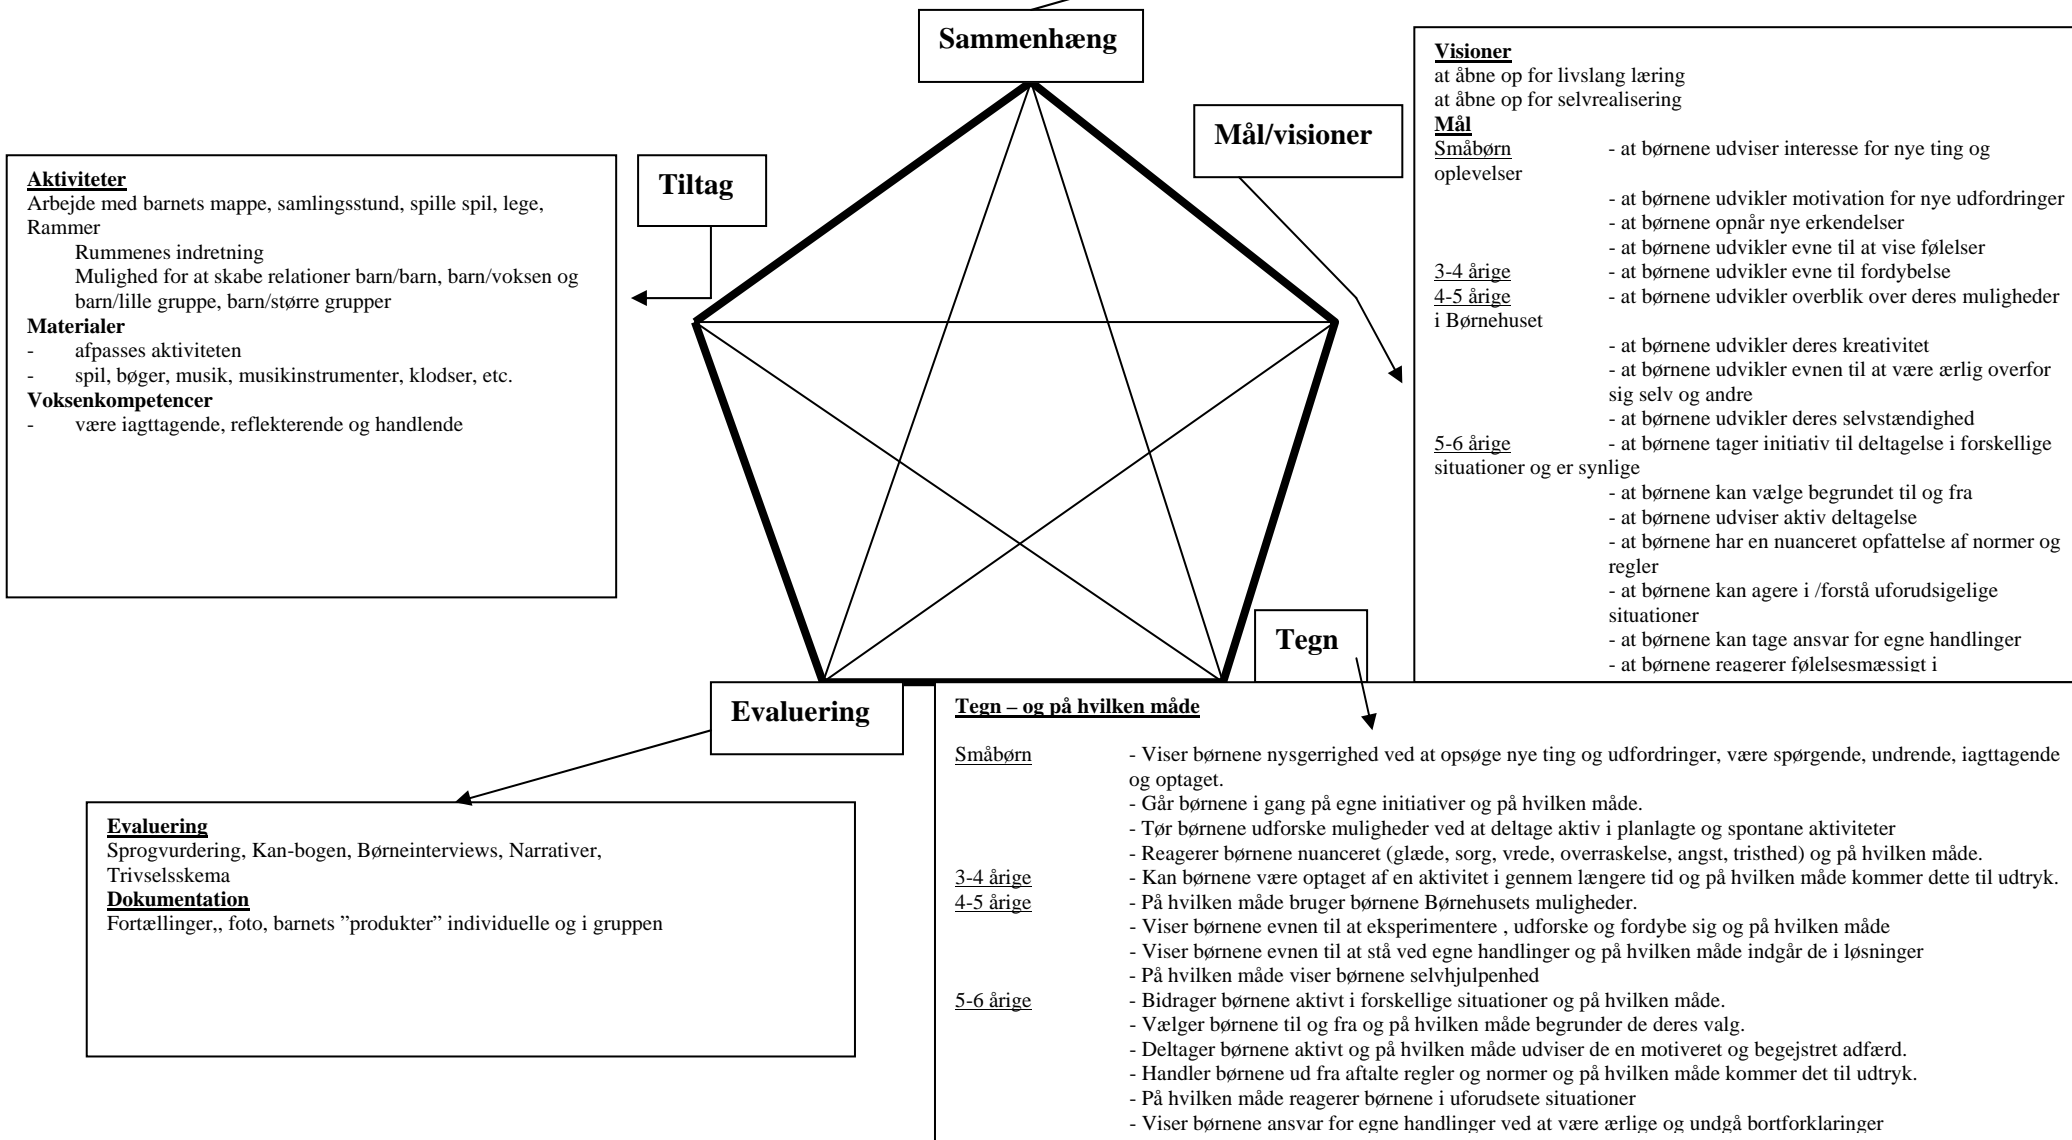 Sammenhæng
Mål/visioner
Visioner
at åbne op for livslang læring
at åbne op for selvrealisering
Mål
Småbørn - at børnene udviser interesse for nye ting og
oplevelser
- at børnene udvikler motivation for nye udfordringer
- at børnene opnår nye erkendelser
- at børnene udvikler evne til at vise følelser
3-4 årige - at børnene udvikler evne til fordybelse
4-5 årige - at børnene udvikler overblik over deres muligheder
i Børnehuset
- at børnene udvikler deres kreativitet
- at børnene udvikler evnen til at være ærlig overfor
sig selv og andre
- at børnene udvikler deres selvstændighed
5-6 årige - at børnene tager initiativ til deltagelse i forskellige
situationer og er synlige
- at børnene kan vælge begrundet til og fra
- at børnene udviser aktiv deltagelse
- at børnene har en nuanceret opfattelse af normer og
regler
- at børnene kan agere i /forstå uforudsigelige
situationer
- at børnene kan tage ansvar for egne handlinger
- at børnene reagerer følelsesmæssigt i
Tiltag
Aktiviteter
Arbejde med barnets mappe, samlingsstund, spille spil, lege,
Rammer
Rummenes indretning
Mulighed for at skabe relationer barn/barn, barn/voksen og
barn/lille gruppe, barn/større grupper
Materialer
- afpasses aktiviteten
- spil, bøger, musik, musikinstrumenter, klodser, etc.
Voksenkompetencer
- være iagttagende, reflekterende og handlende
Tegn
Tegn – og på hvilken måde
Småbørn - Viser børnene nysgerrighed ved at opsøge nye ting og udfordringer, være spørgende, undrende, iagttagende
og optaget.
- Går børnene i gang på egne initiativer og på hvilken måde.
- Tør børnene udforske muligheder ved at deltage aktiv i planlagte og spontane aktiviteter
- Reagerer børnene nuanceret (glæde, sorg, vrede, overraskelse, angst, tristhed) og på hvilken måde.
3-4 årige - Kan børnene være optaget af en aktivitet i gennem længere tid og på hvilken måde kommer dette til udtryk.
4-5 årige - På hvilken måde bruger børnene Børnehusets muligheder.
- Viser børnene evnen til at eksperimentere , udforske og fordybe sig og på hvilken måde
- Viser børnene evnen til at stå ved egne handlinger og på hvilken måde indgår de i løsninger
- På hvilken måde viser børnene selvhjulpenhed
5-6 årige - Bidrager børnene aktivt i forskellige situationer og på hvilken måde.
- Vælger børnene til og fra og på hvilken måde begrunder de deres valg.
- Deltager børnene aktivt og på hvilken måde udviser de en motiveret og begejstret adfærd.
- Handler børnene ud fra aftalte regler og normer og på hvilken måde kommer det til udtryk.
- På hvilken måde reagerer børnene i uforudsete situationer
- Viser børnene ansvar for egne handlinger ved at være ærlige og undgå bortforklaringer
Evaluering
Evaluering
Sprogvurdering, Kan-bogen, Børneinterviews, Narrativer,
Trivselsskema
Dokumentation
Fortællinger,, foto, barnets ”produkter” individuelle og i gruppen